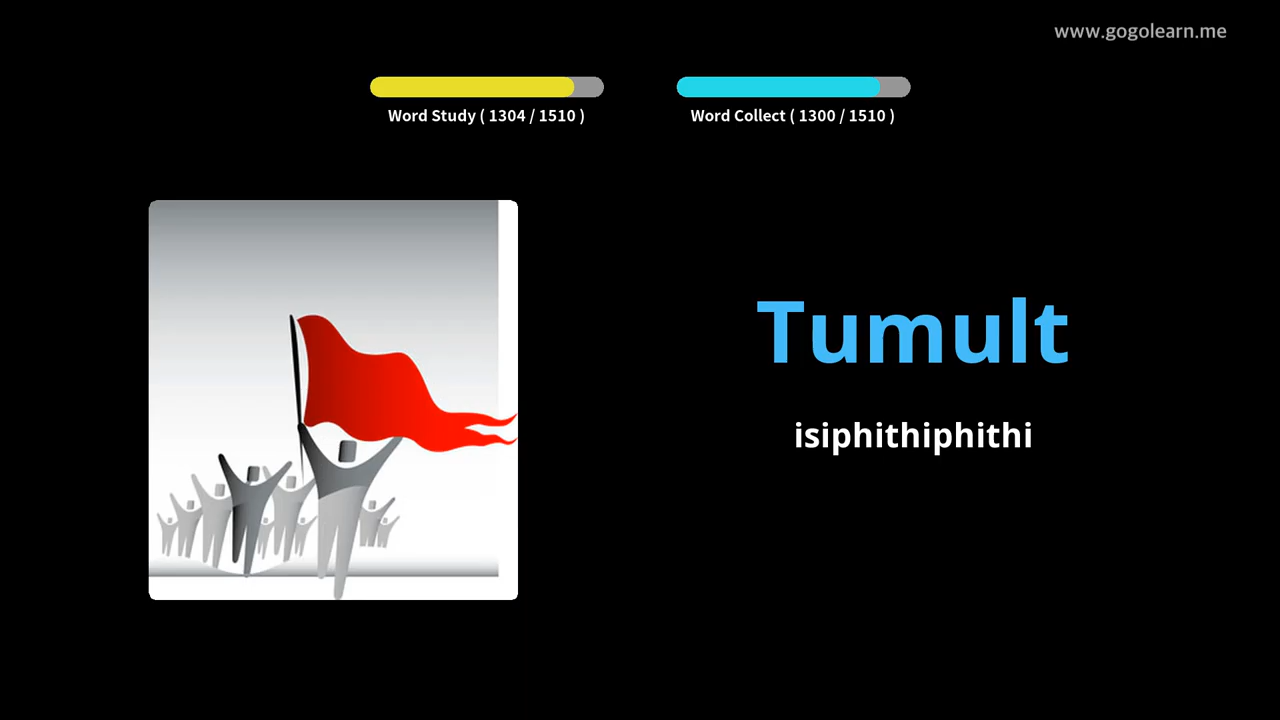 www.gogolearn.me
Word Study ( 1304 / 1510 )
Word Collect ( 1300 / 1510 )
Tumult
isiphithiphithi